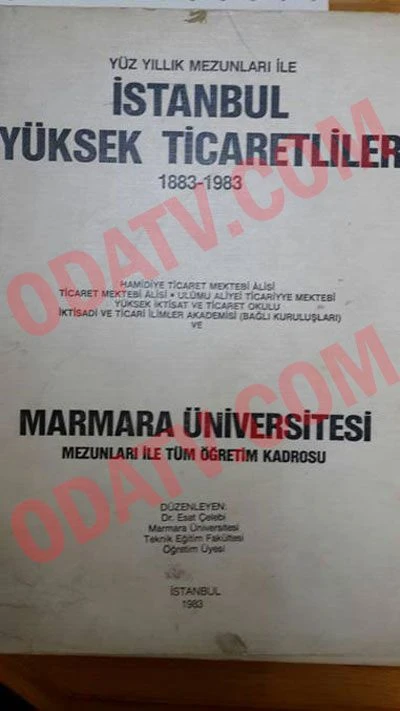 YÜZ YILLIK MEZUNLARI İLE
İSTANBUL
YÜKSEK TİCARETLİLER
1883-1983
HAMİDİYE TİCARET MEKTEBİ ÂLİSİ
TİCARET MEKTEBİ ÂLİSİ • ULÛMU ALİYEİ TİCARİYYE MEKTEBİ
YÜKSEK İKTİSAT VE TİCARET OKULU
İKTİSADİ VE TİCARİ İLİMLER AKADEMİSİ (BAĞLI KURULUŞLARI)
VE
MARMARA ÜNİVERSİTESİ
MEZUNLARI İLE TÜM ÖĞRETİM KADROSU
DÜZENLEYEN:
Dr. Esat Çelebi
Marmara Üniversitesi
Teknik Eğitim Fakültesi
Öğretim Üyesi
İSTANBUL
1983
ODATV.COM
ODATV.COM